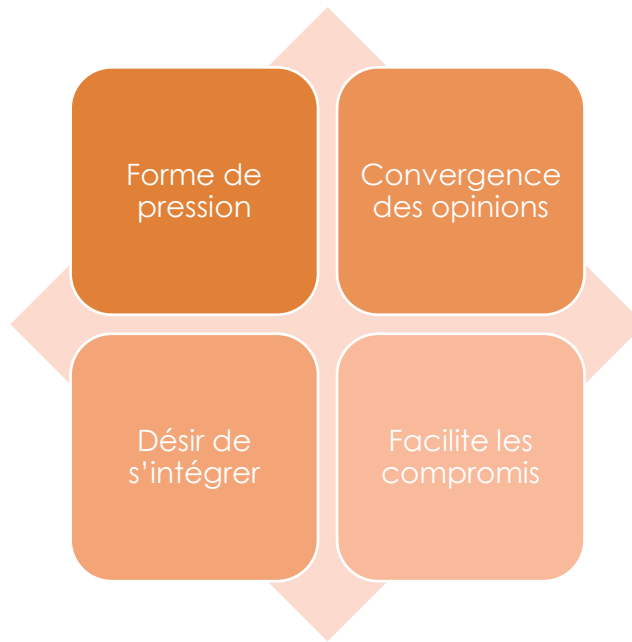 Forme de
pression
Convergence
des opinions
Désir de
s'intégrer
Facilite les
compromis